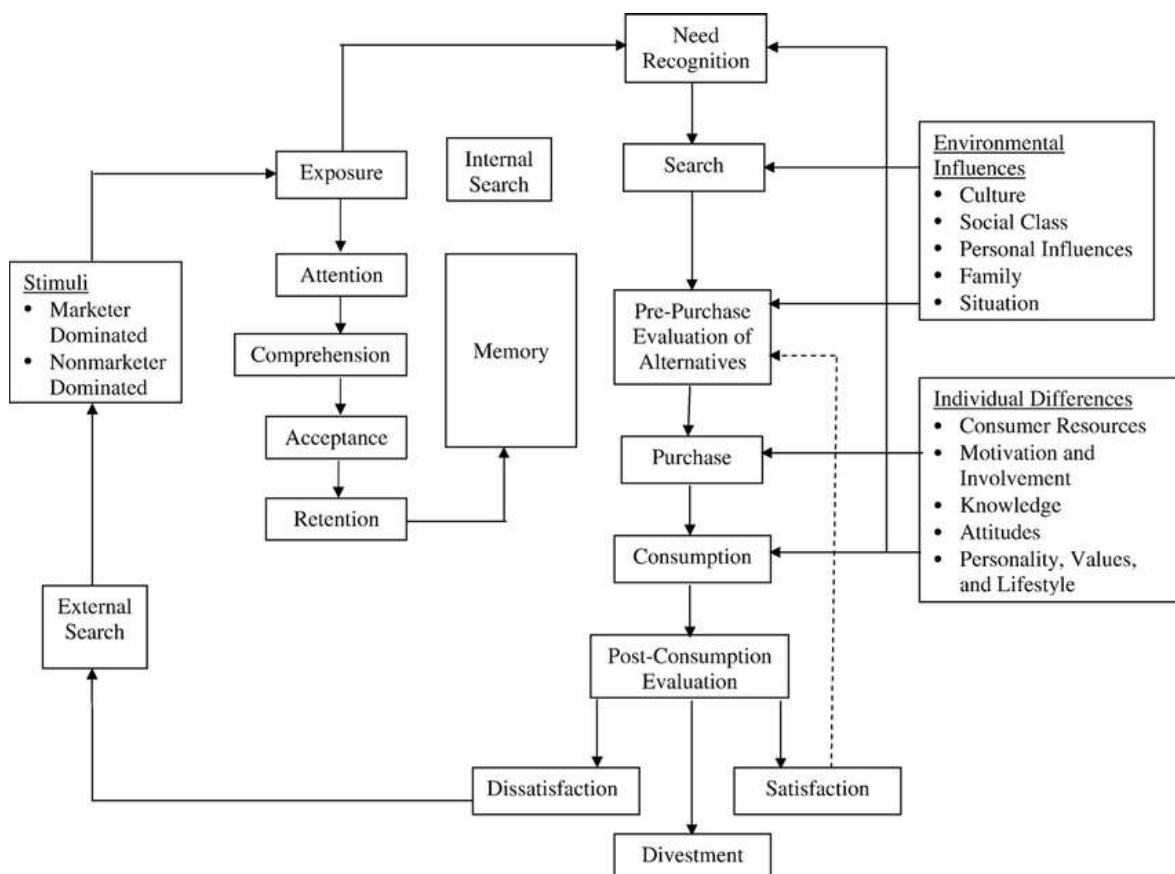 Need
Recognition
Exposure
Internal
Search
Search
Environmental
Influences
• Culture
• Social Class
• Personal Influences
• Family
• Situation
Stimuli
• Marketer
Dominated
• Nonmarketer
Dominated
Attention
Comprehension
Acceptance
Retention
Memory
Pre-Purchase
Evaluation of
Alternatives
Purchase
Consumption
Individual Differences
• Consumer Resources
• Motivation and
Involvement
• Knowledge
• Attitudes
• Personality, Values,
and Lifestyle
External
Search
Post-Consumption
Evaluation
Dissatisfaction
Satisfaction
Divestment